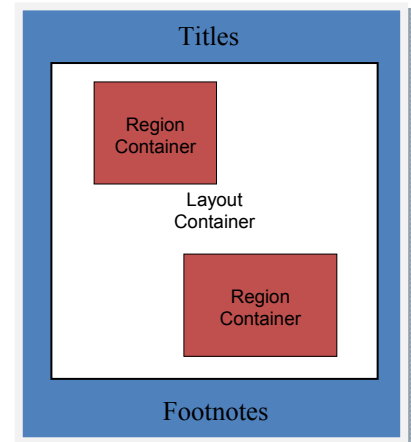 Titles
Region
Container
Layout
Container
Region
Container
Footnotes